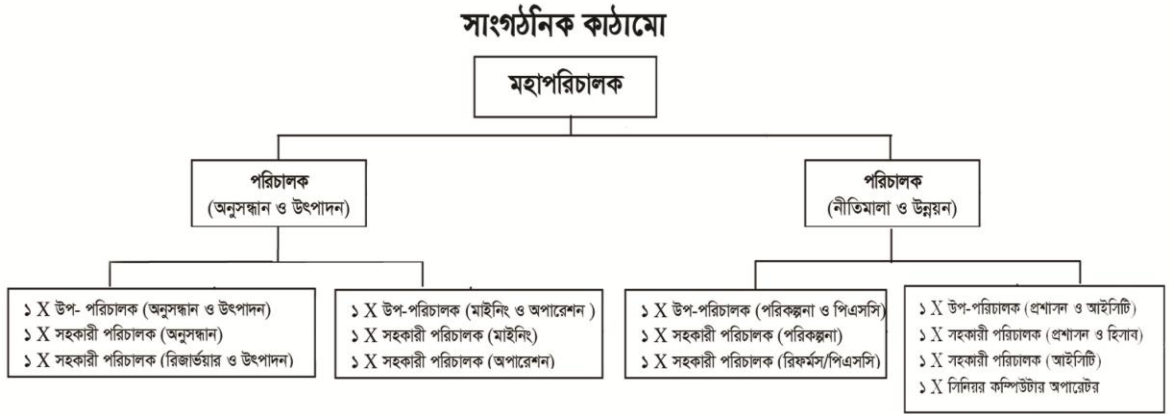 সাংগঠনিক কাঠামো
মহাপরিচালক
পরিচালক
(অনুসন্ধান ও উৎপাদন)
পরিচালক
(নীতিমালা ও উন্নয়ন)
১ X উপ- পরিচালক (অনুসন্ধান ও উৎপাদন)
১ X সহকারী পরিচালক (অনুসন্ধান)
১ X সহকারী পরিচালক (রিজার্ভয়ার ও উৎপাদন)
১ X উপ-পরিচালক (মাইনিং ও অপারেশন )
১ X সহকারী পরিচালক (মাইনিং)
১ X সহকারী পরিচালক (অপারেশন)
১ X উপ-পরিচালক (পরিকল্পনা ও পিএসসি)
১ X সহকারী পরিচালক (পরিকল্পনা)
১ X সহকারী পরিচালক (রিফর্মস/পিএসসি)
১ X উপ-পরিচালক (প্রশাসন ও আইসিটি)
১ X সহকারী পরিচালক (প্রশাসন ও হিসাব)
১ X সহকারী পরিচালক (আইসিটি)
১ X সিনিয়র কম্পিউটার অপারেটর